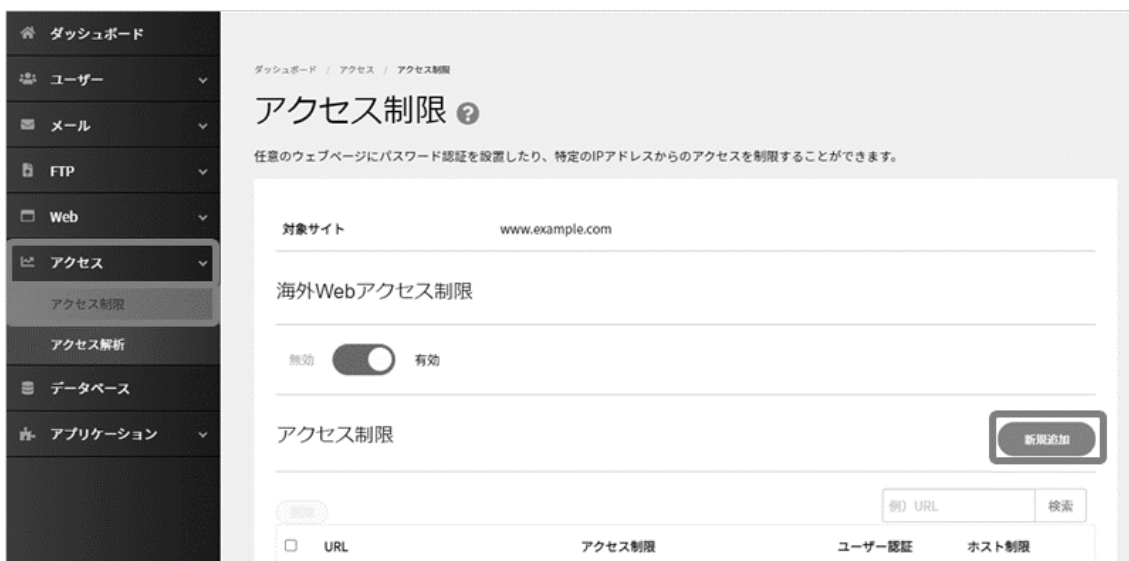 ダッシュボード
ユーザー
メール
FTP
Web
アクセス
アクセス制限
アクセス解析
データベース
アプリケーション
ダッシュボード / アクセス / アクセス制限
アクセス制限 ?
任意のウェブページにパスワード認証を設置したり、特定のIPアドレスからのアクセスを制限することができます。
対象サイト www.example.com
海外Webアクセス制限
無効 有効
アクセス制限 新規追加
削除 例）URL 検索
URL アクセス制限 ユーザー認証 ホスト制限